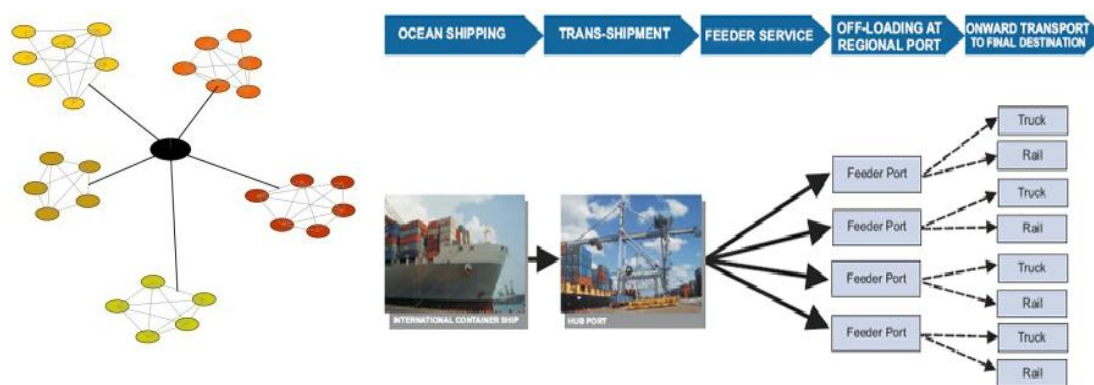 OCEAN SHIPPING
TRANS-SHIPMENT
FEEDER SERVICE
OFF-LOADING AT
REGIONAL PORT
ONWARD TRANSPORT
TO FINAL DESTINATION
Truck
Rail
Feeder Port
Truck
Rail
Feeder Port
Truck
Rail
Feeder Port
Truck
Rail
Feeder Port
INTERNATIONAL CONTAINER SHIP
HUB PORT